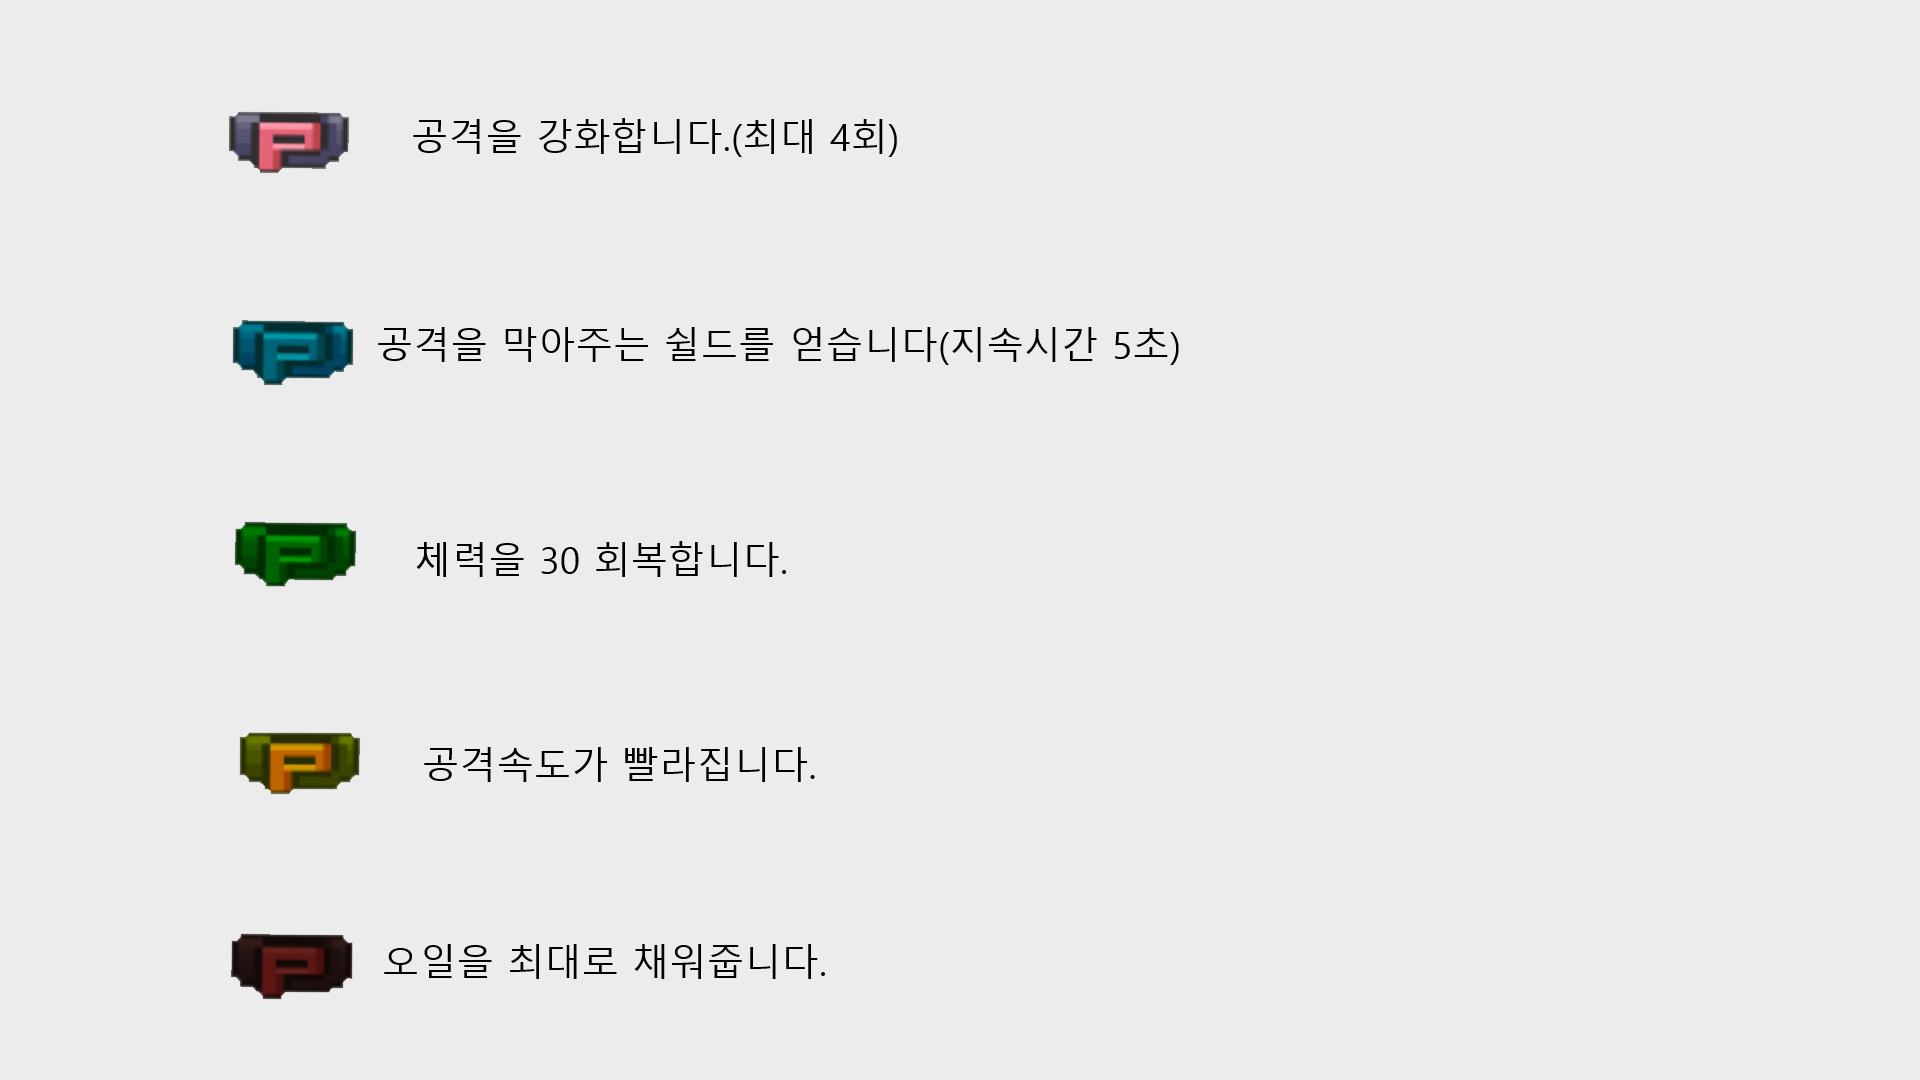 P 공격을 강화합니다.(최대 4회)
P 공격을 막아주는 쉴드를 얻습니다(지속시간 5초)
P 체력을 30 회복합니다.
P 공격속도가 빨라집니다.
P 오일을 최대로 채워줍니다.